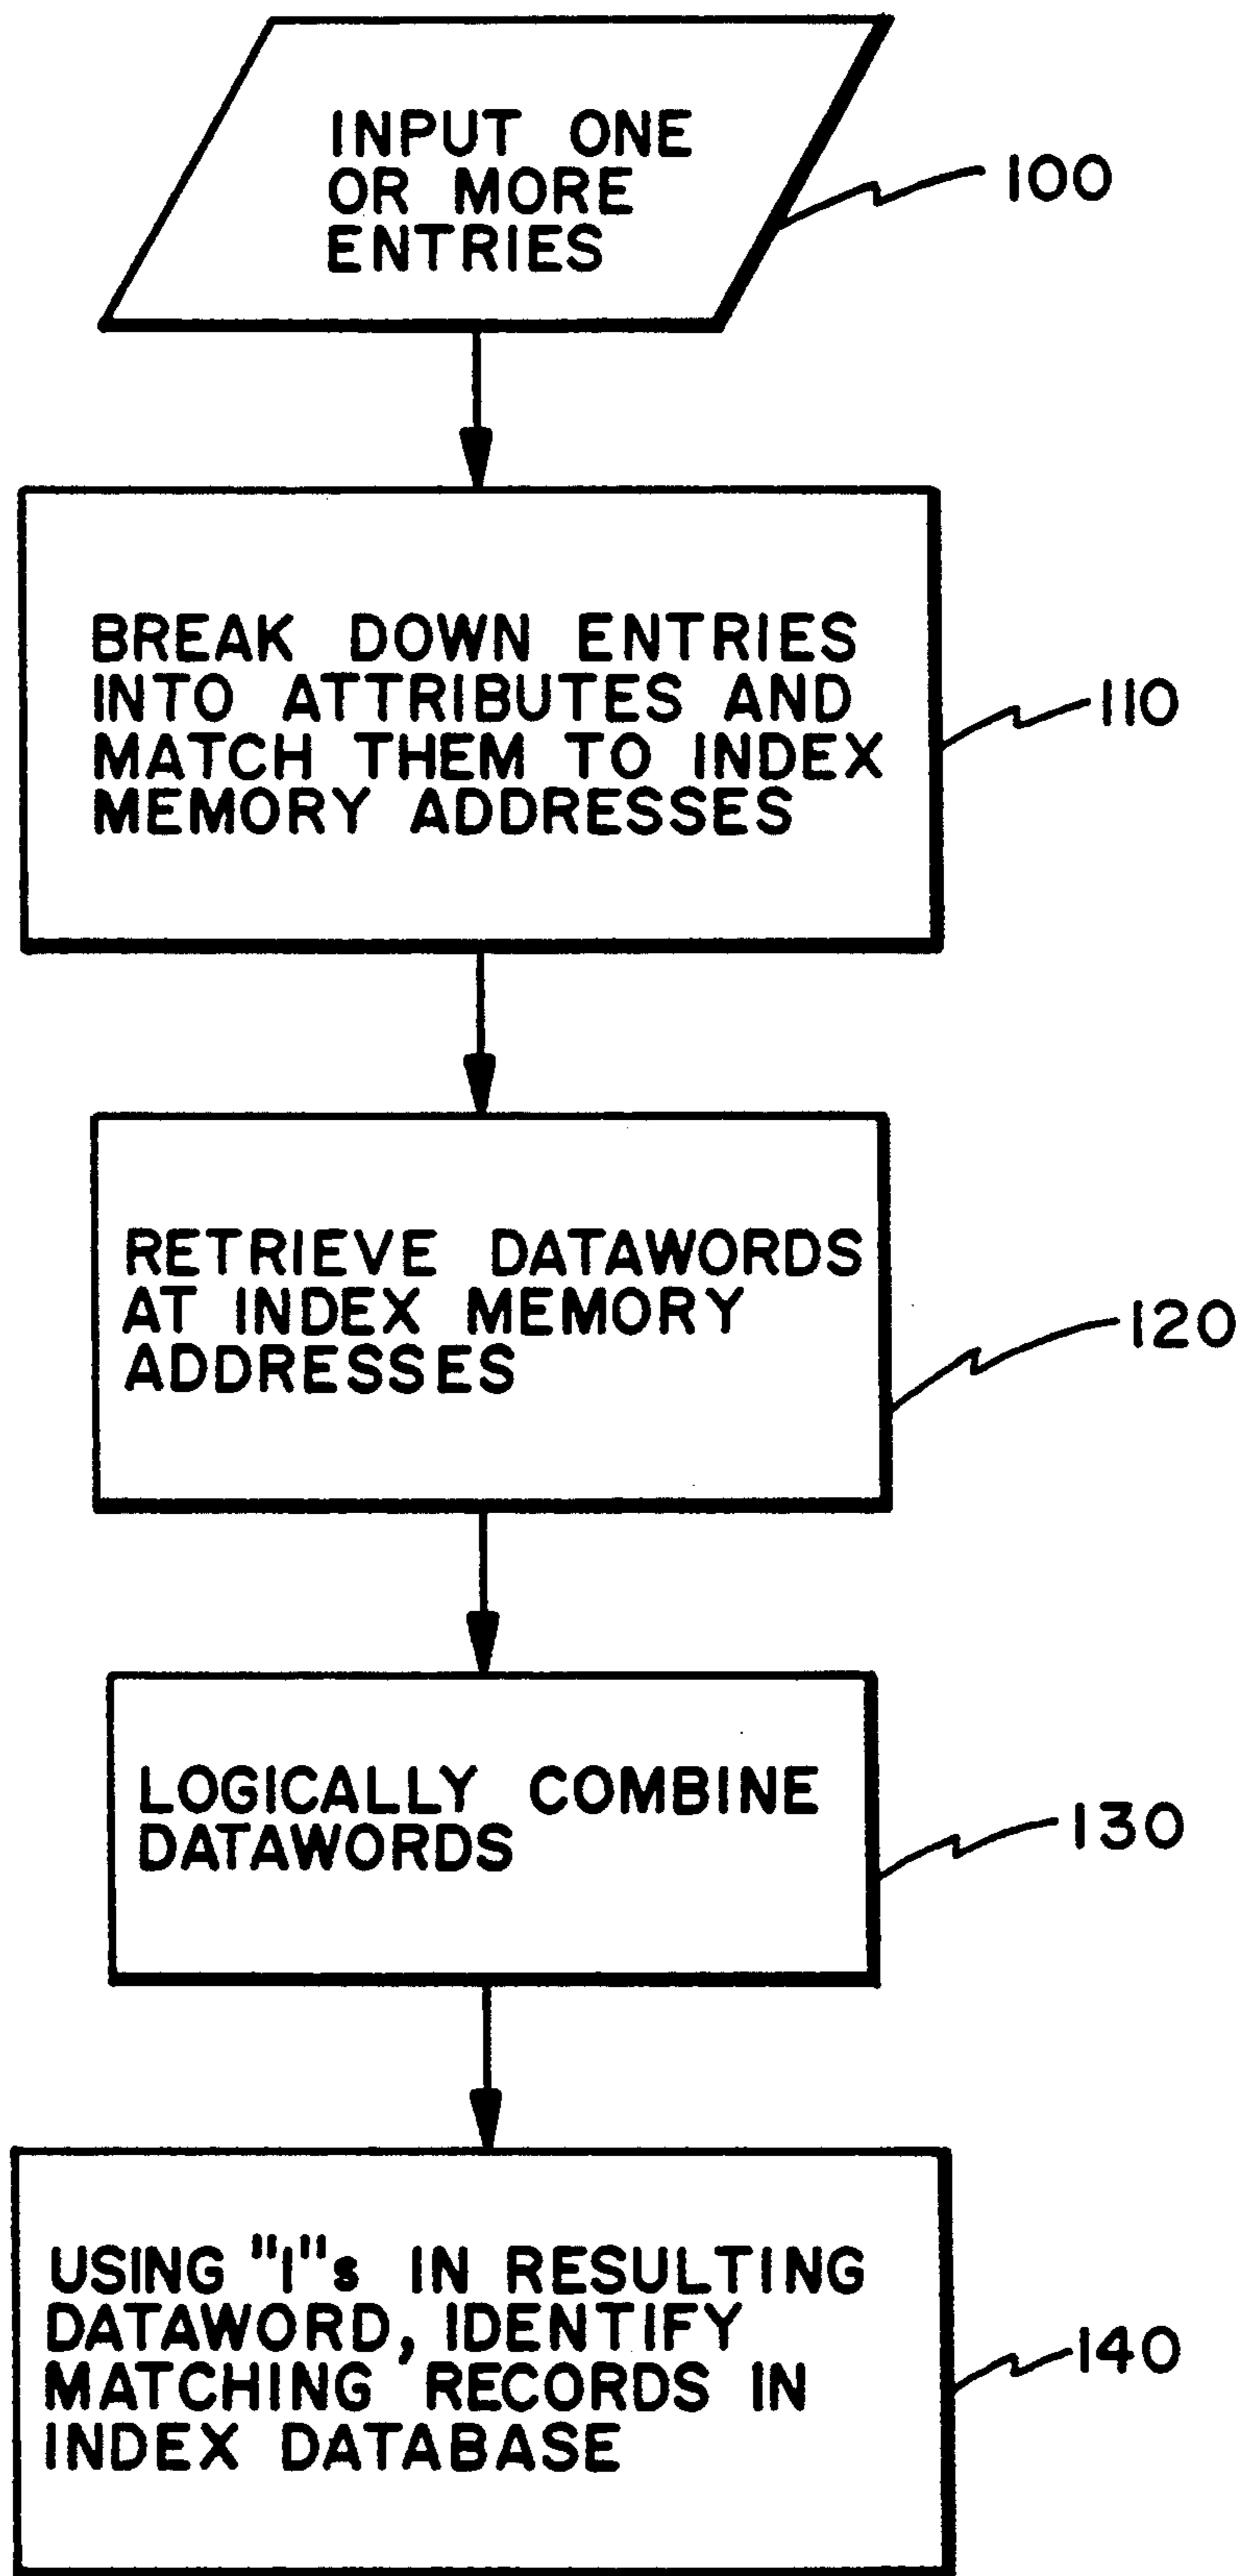 INPUT ONE
OR MORE
ENTRIES
100
BREAK DOWN ENTRIES
INTO ATTRIBUTES AND
MATCH THEM TO INDEX
MEMORY ADDRESSES
110
RETRIEVE DATAWORDS
AT INDEX MEMORY
ADDRESSES
120
LOGICALLY COMBINE
DATAWORDS
130
USING "1"s IN RESULTING
DATAWORD, IDENTIFY
MATCHING RECORDS IN
INDEX DATABASE
140